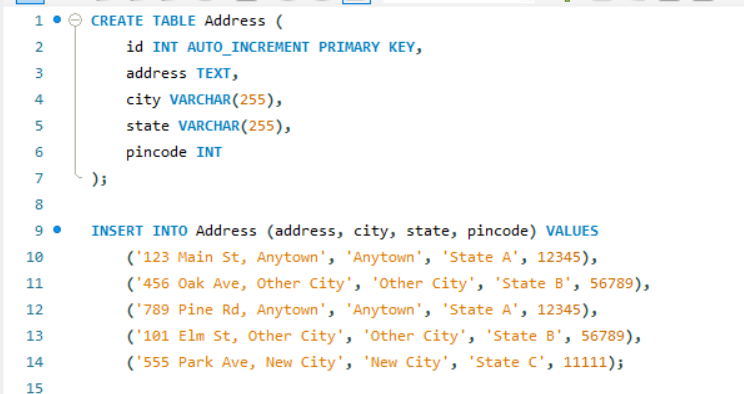 1 CREATE TABLE Address (
2 id INT AUTO_INCREMENT PRIMARY KEY,
3 address TEXT,
4 city VARCHAR(255),
5 state VARCHAR(255),
6 pincode INT
7 );
8
9 INSERT INTO Address (address, city, state, pincode) VALUES
10 ('123 Main St, Anytown', 'Anytown', 'State A', 12345),
11 ('456 Oak Ave, Other City', 'Other City', 'State B', 56789),
12 ('789 Pine Rd, Anytown', 'Anytown', 'State A', 12345),
13 ('101 Elm St, Other City', 'Other City', 'State B', 56789),
14 ('555 Park Ave, New City', 'New City', 'State C', 11111);
15